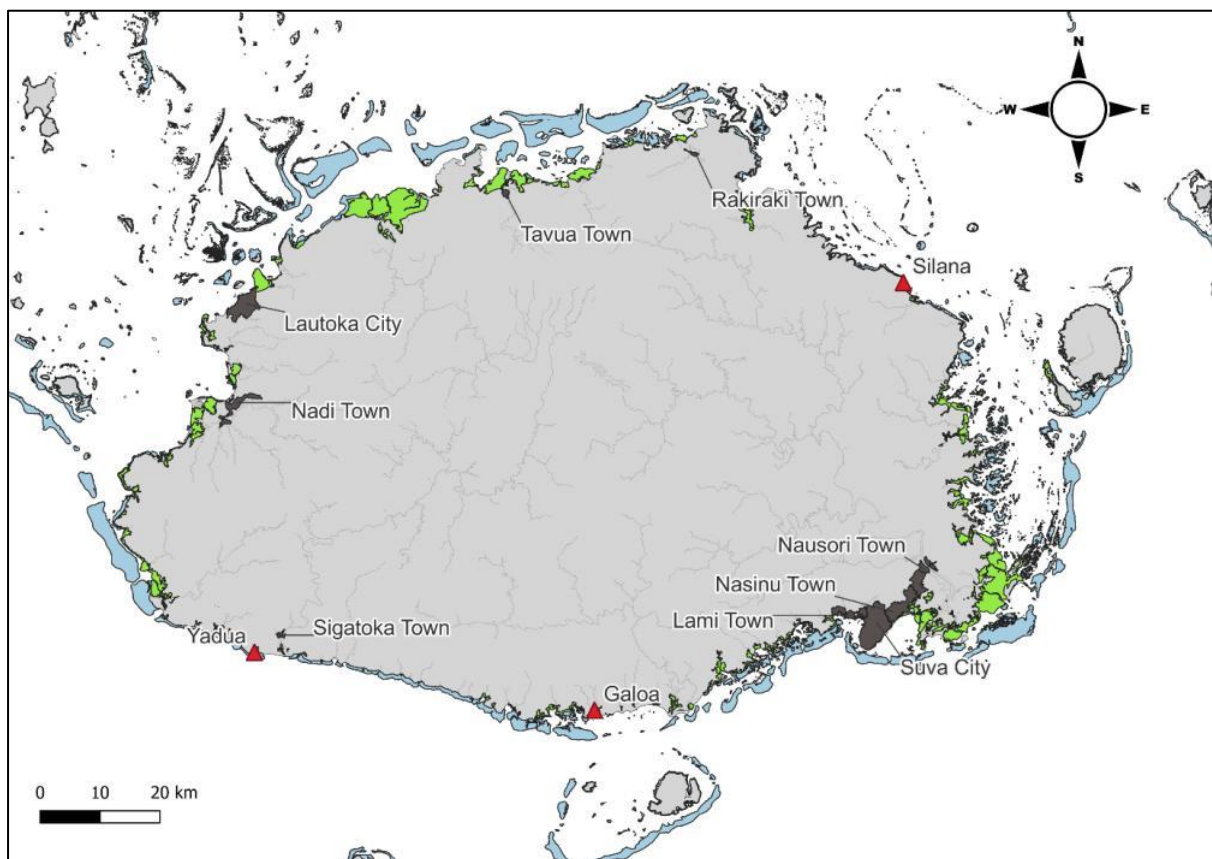 N
W E
S
Rakiraki Town
Tavua Town
Silana
Lautoka City
Nadi Town
Nausori Town
Nasinu Town
Lami Town
Sigatoka Town
Yadua
Suva City
Galoa
0 10 20 km